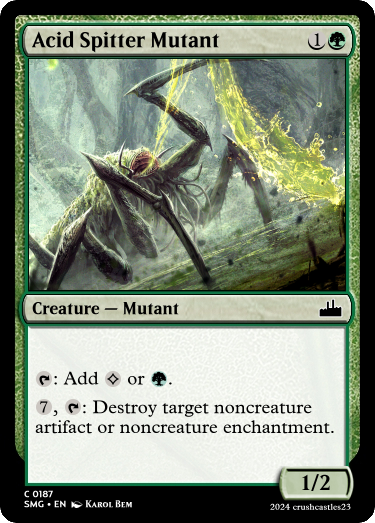 Acid Spitter Mutant 1
Creature — Mutant
: Add or .
7, : Destroy target noncreature
artifact or noncreature enchantment.
1/2
C 0187
SMG • EN Karol Bem
2024 crushcastles23